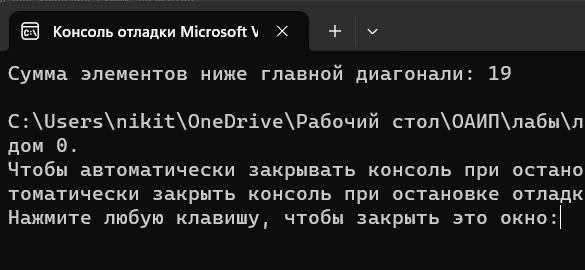 Консоль отладки Microsoft V
Сумма элементов ниже главной диагонали: 19
C:\Users\nikit\OneDrive\Рабочий стол\ОАИП\лабы\л
дом 0.
Чтобы автоматически закрывать консоль при остано
томатически закрыть консоль при остановке отладк
Нажмите любую клавишу, чтобы закрыть это окно: